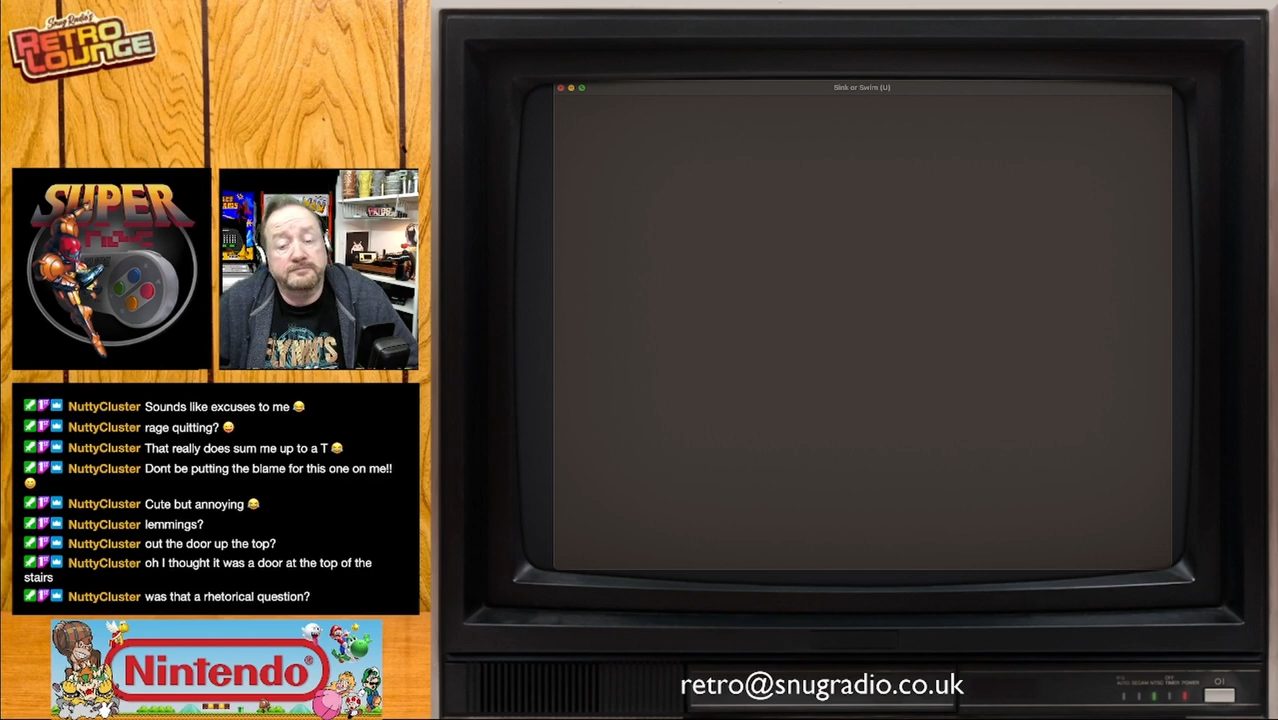 Snug Radio's
RETRO
LOUNGE
Sink or Swim (U)
SUPER
NuttyCluster Sounds like excuses to me 😂
NuttyCluster rage quitting? 😜
NuttyCluster That really does sum me up to a T 😂
NuttyCluster Dont be putting the blame for this one on me!!
😀
NuttyCluster Cute but annoying 😂
NuttyCluster lemmings?
NuttyCluster out the door up the top?
NuttyCluster oh I thought it was a door at the top of the
stairs
NuttyCluster was that a rhetorical question?
Nintendo®
retro@snugradio.co.uk